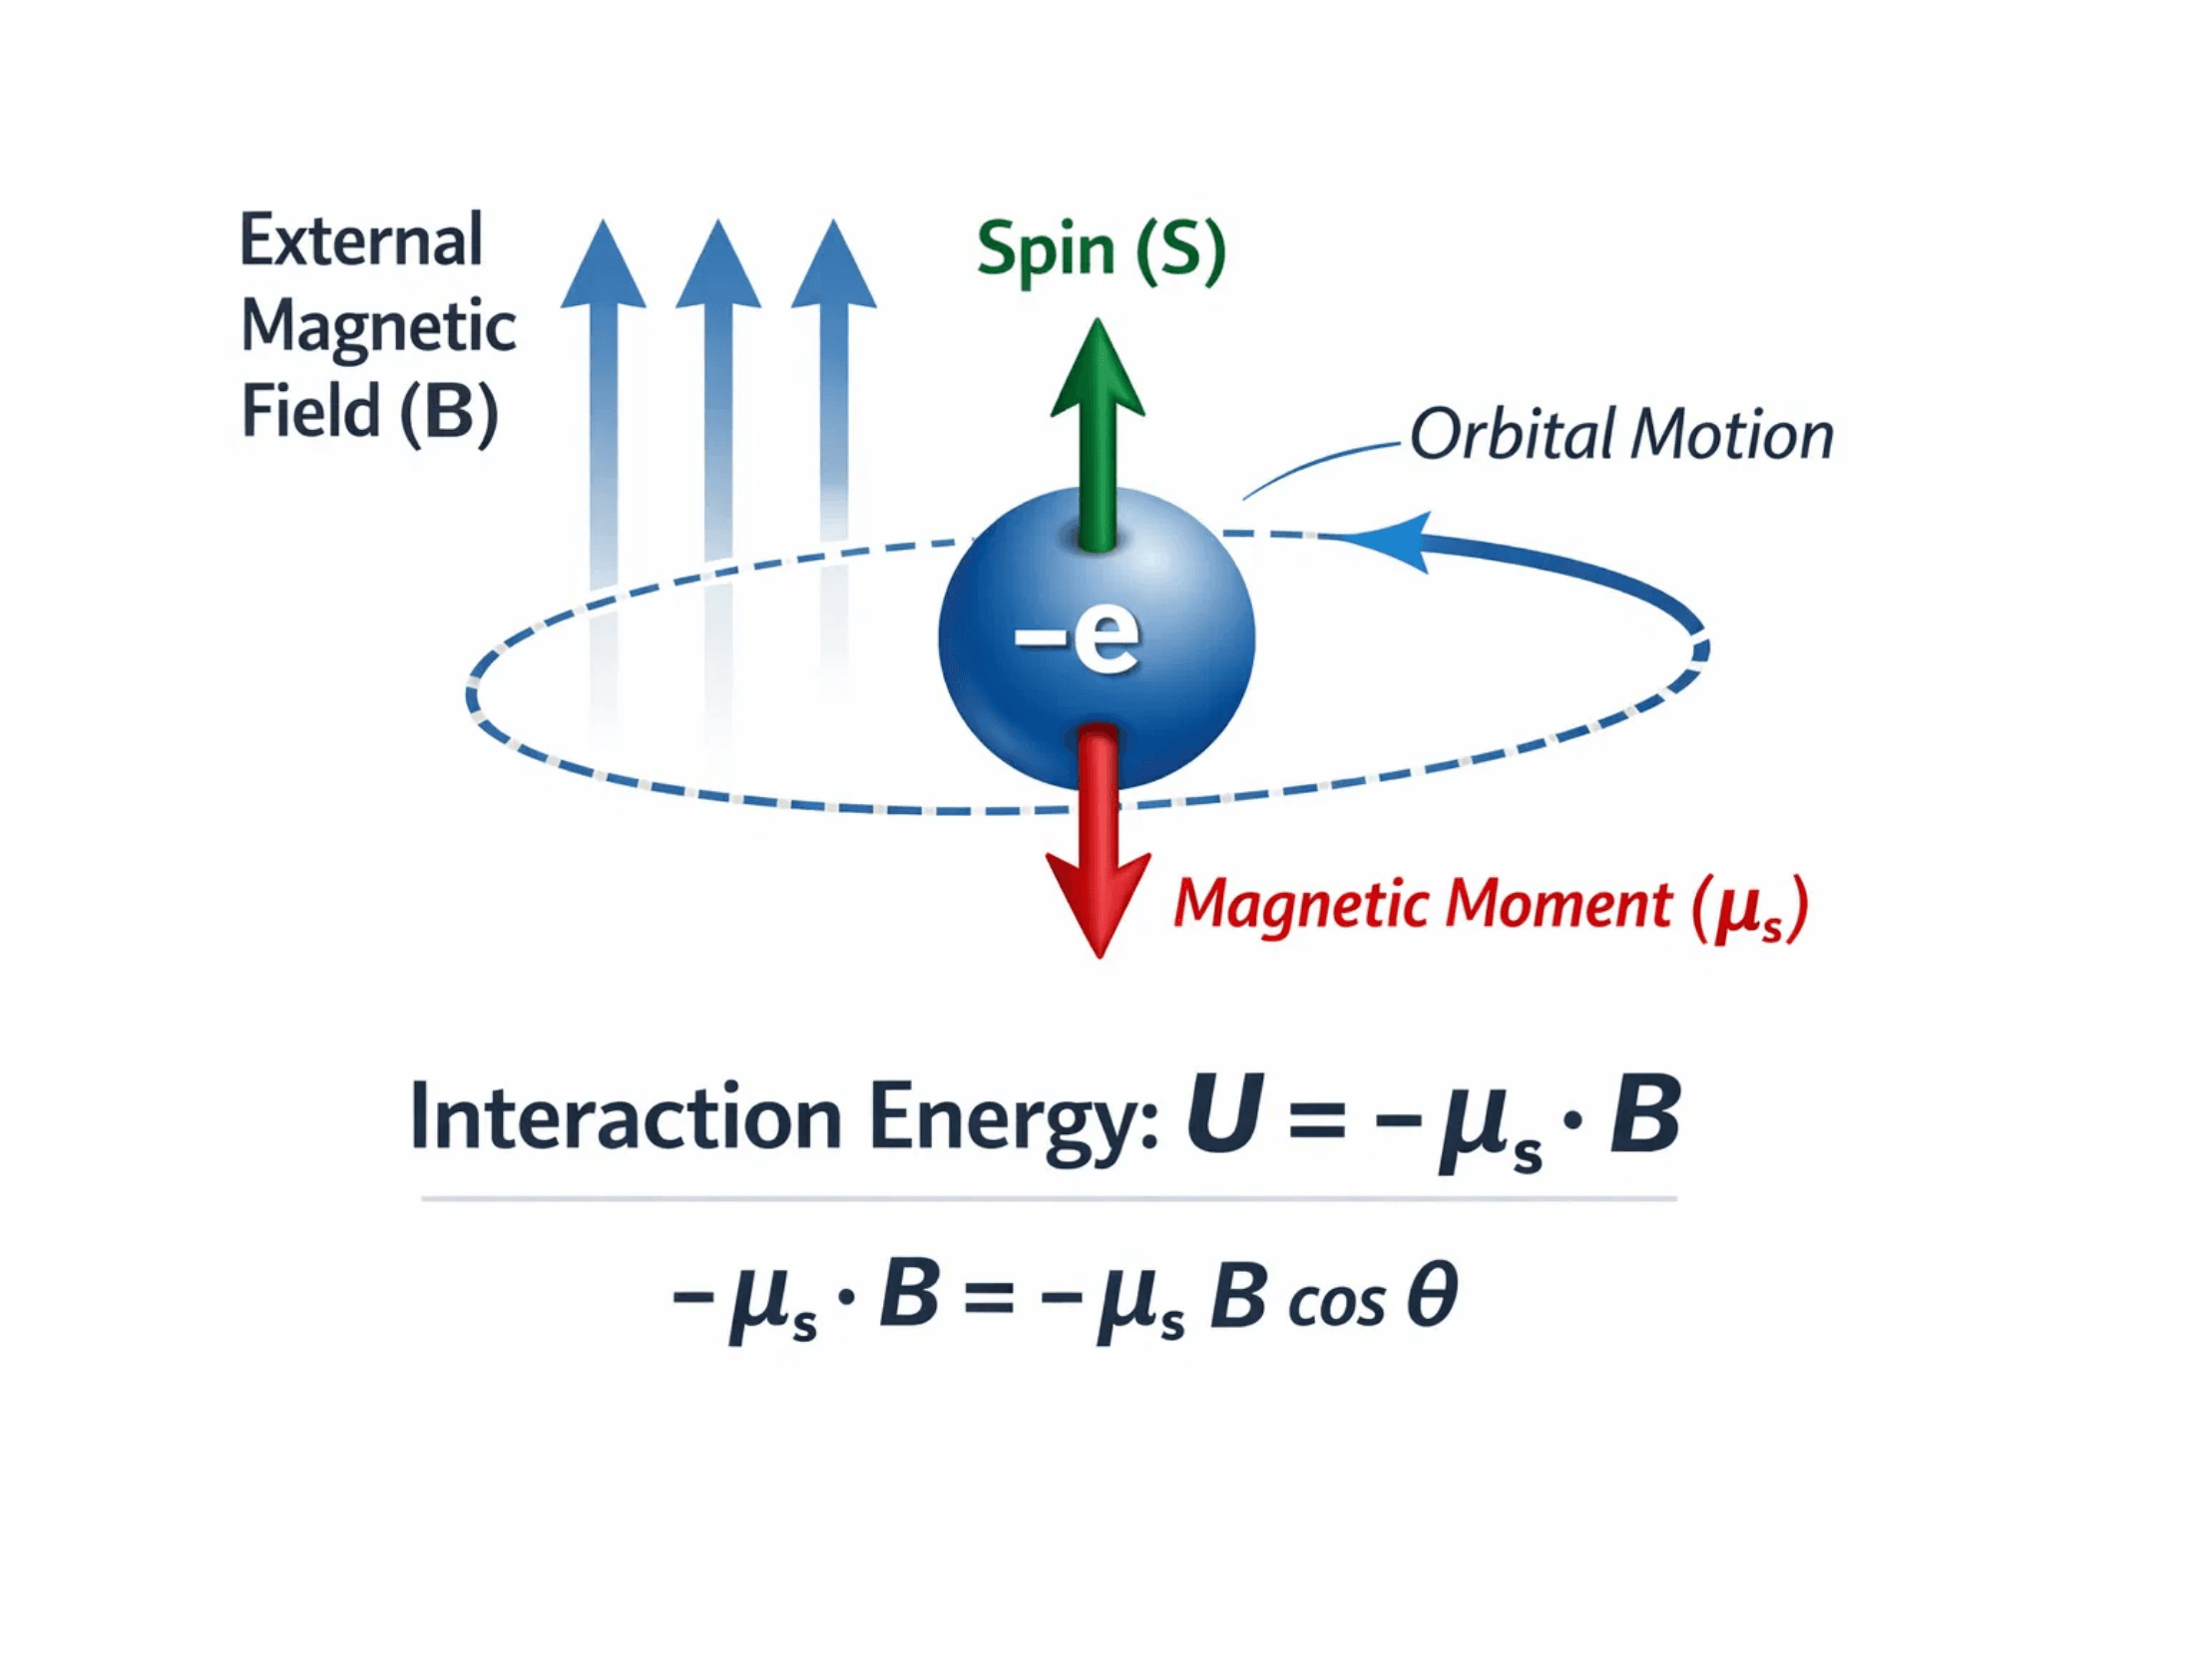 External
Magnetic
Field (B)
Spin (S)
Orbital Motion
–e
Magnetic Moment (μs)
Interaction Energy: U = – μs · B
– μs · B = – μs B cos θ